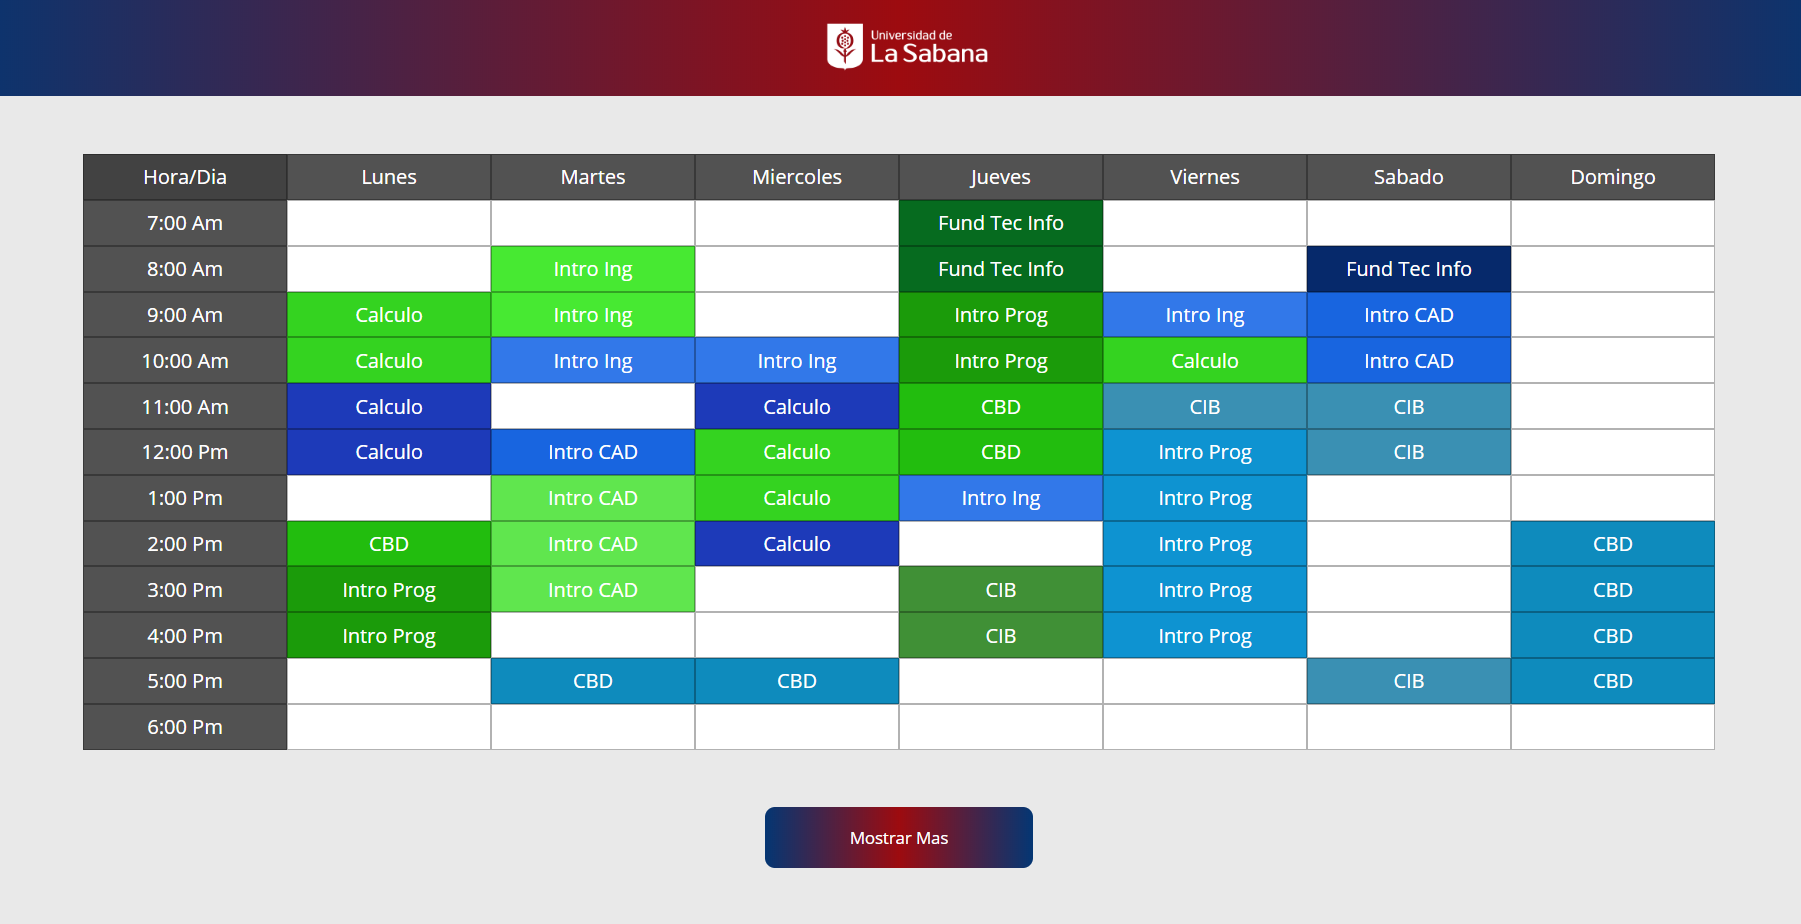 Universidad de
La Sabana
Hora/Dia Lunes Martes Miercoles Jueves Viernes Sabado Domingo
7:00 Am Fund Tec Info
8:00 Am Intro Ing Fund Tec Info Fund Tec Info
9:00 Am Calculo Intro Ing Intro Prog Intro Ing Intro CAD
10:00 Am Calculo Intro Ing Intro Ing Intro Prog Calculo Intro CAD
11:00 Am Calculo Calculo CBD CIB CIB
12:00 Pm Calculo Intro CAD Calculo CBD Intro Prog CIB
1:00 Pm Intro CAD Calculo Intro Ing Intro Prog
2:00 Pm CBD Intro CAD Calculo Intro Prog CBD
3:00 Pm Intro Prog Intro CAD CIB Intro Prog CBD
4:00 Pm Intro Prog CIB Intro Prog CBD
5:00 Pm CBD CBD CIB CBD
6:00 Pm
Mostrar Mas